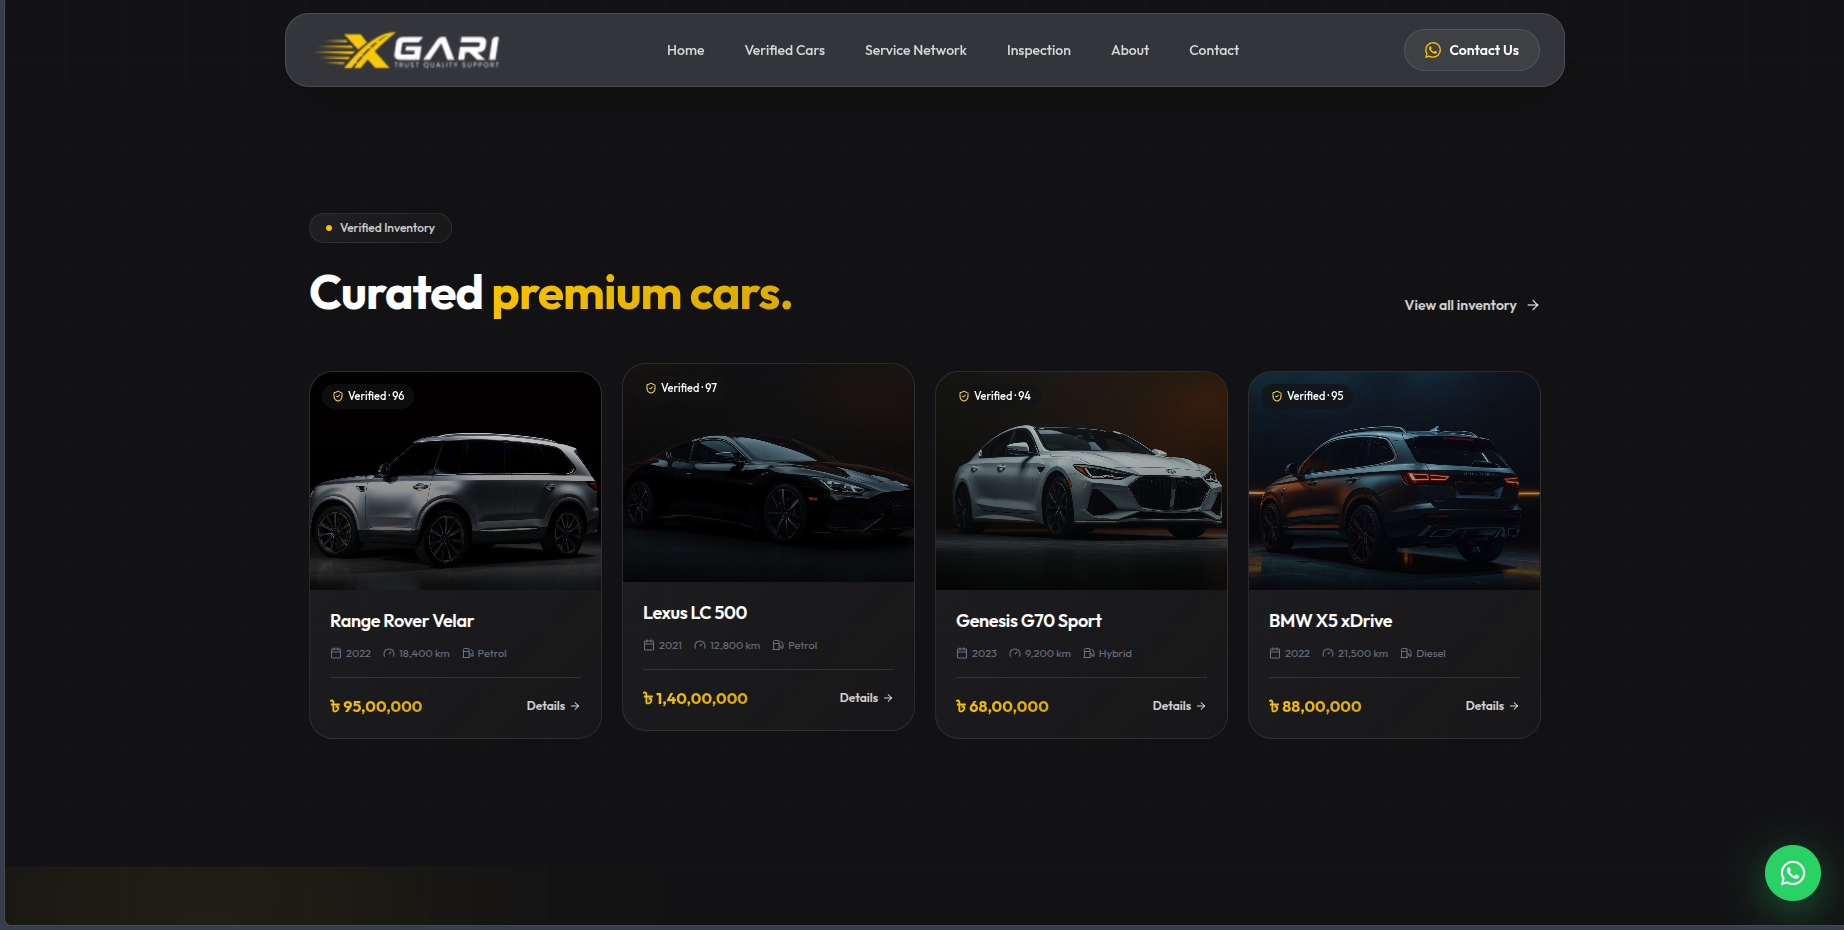 XGARI
TRUST QUALITY SUPPORT
Home
Verified Cars
Service Network
Inspection
About
Contact
Contact Us
Verified Inventory
Curated premium cars.
View all inventory →
Verified · 96
Range Rover Velar
2022 18,400 km Petrol
৳ 95,00,000
Details →
Verified · 97
Lexus LC 500
2021 12,800 km Petrol
৳ 1,40,00,000
Details →
Verified · 94
Genesis G70 Sport
2023 9,200 km Hybrid
৳ 68,00,000
Details →
Verified · 95
BMW X5 xDrive
2022 21,500 km Diesel
৳ 88,00,000
Details →